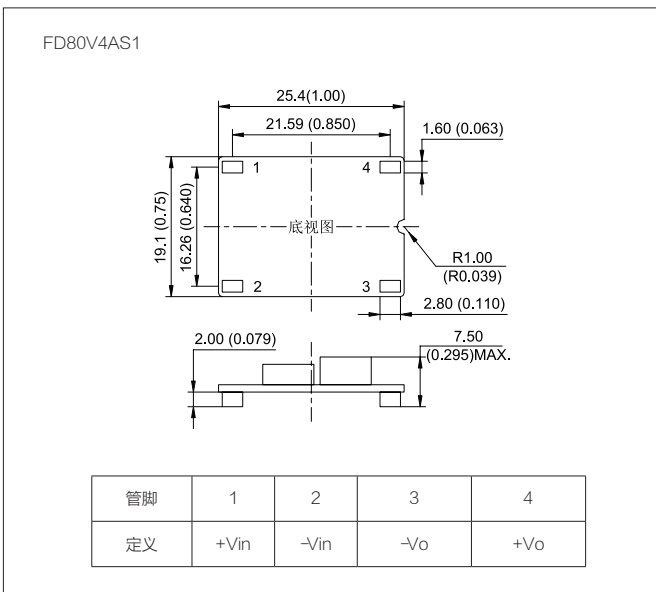 FD80V4AS1
25.4(1.00)
21.59 (0.850)
1.60 (0.063)
1
4
19.1 (0.75)
16.26 (0.640)
底视图
R1.00
(R0.039)
2
3
2.80 (0.110)
2.00 (0.079)
7.50
(0.295)MAX.
管脚 1 2 3 4
定义 +Vin -Vin -Vo +Vo